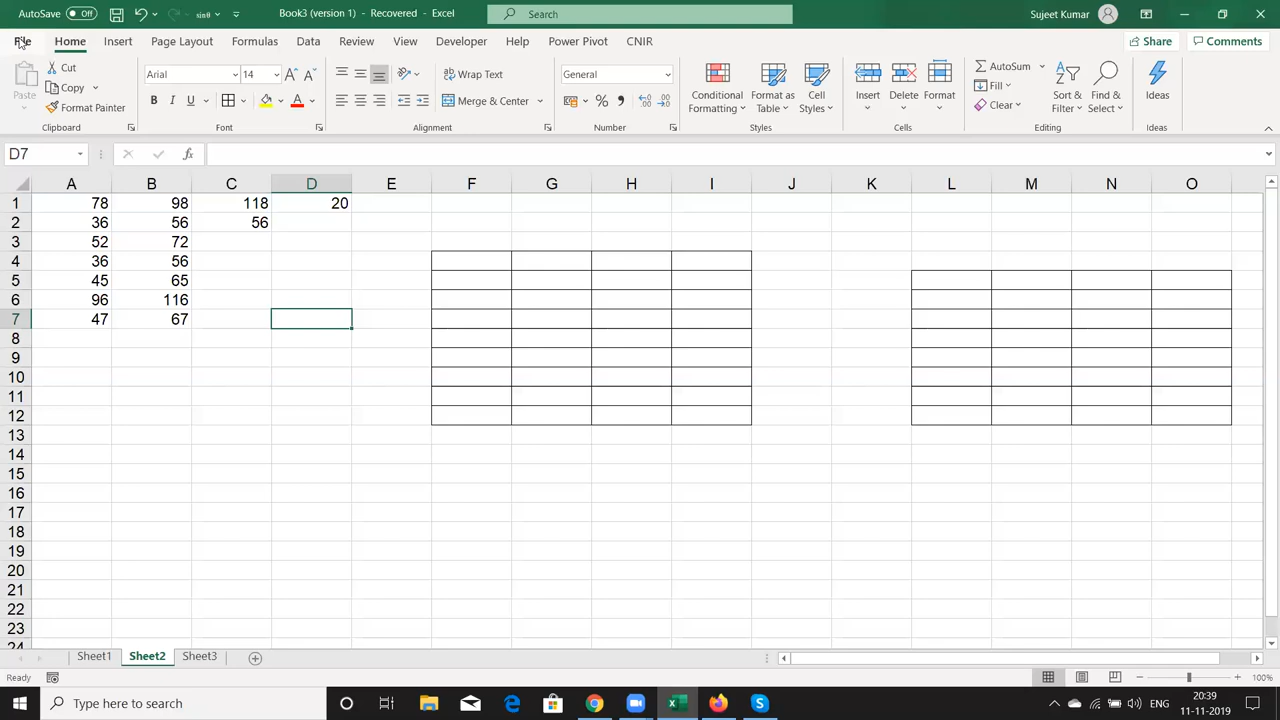 AutoSave Off sinθ Book3 (version 1) - Recovered - Excel Search Sujeet Kumar
File Home Insert Page Layout Formulas Data Review View Developer Help Power Pivot CNIR Share Comments
Paste Cut Copy Format Painter Clipboard
Arial 14 A A B I U A Font
ab Wrap Text Merge & Center Alignment
General % , Number
Conditional Formatting Format as Table Cell Styles Styles
Insert Delete Format Cells
AutoSum Fill Clear Sort & Filter Find & Select Editing
Ideas Ideas
D7 fx
A B C D E F G H I J K L M N O
1 78 98 118 20
2 36 56 56
3 52 72
4 36 56
5 45 65
6 96 116
7 47 67
8
9
10
11
12
13
14
15
16
17
18
19
20
21
22
23
24
Sheet1 Sheet2 Sheet3
Ready 100%
Type here to search ENG 20:39
11-11-2019